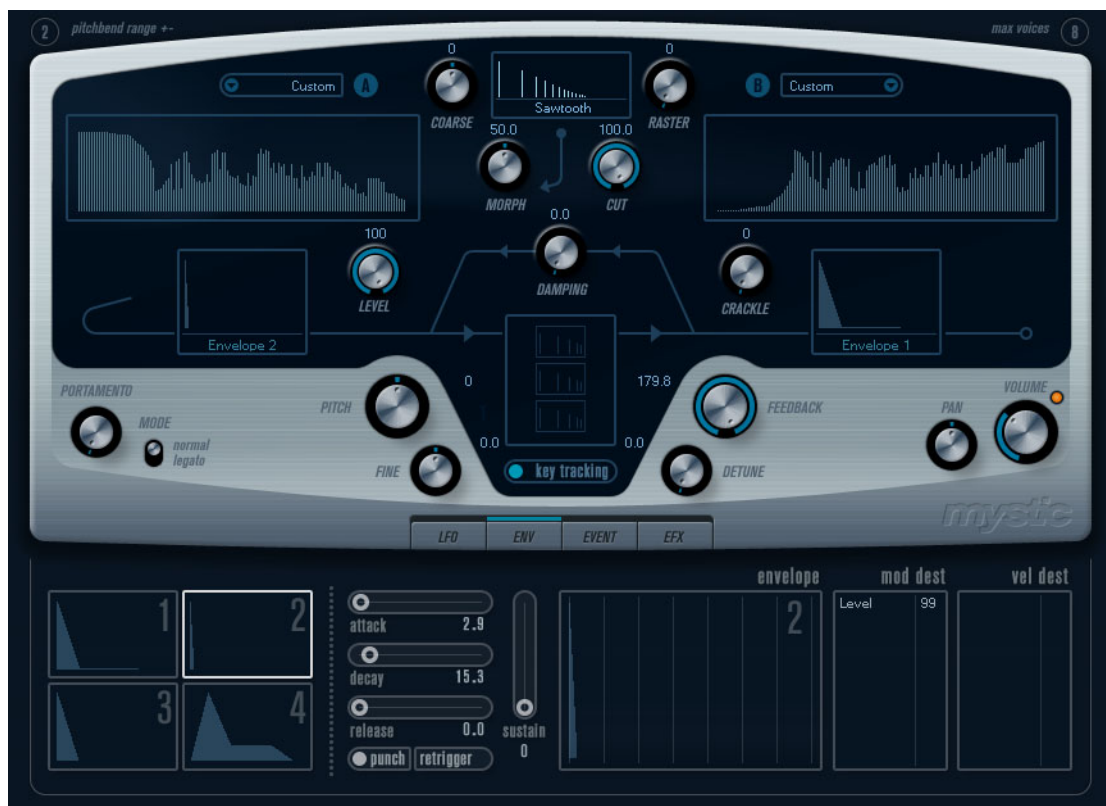 2 pitchbend range +- max voices 8
0 0
Custom A B Custom
Sawtooth
COARSE RASTER
50.0 100.0
MORPH CUT
0.0
100 0
DAMPING
LEVEL CRACKLE
Envelope 2 Envelope 1
PORTAMENTO 0 179.8 VOLUME
PITCH FEEDBACK PAN
MODE
normal
legato
0.0 0.0
FINE key tracking DETUNE
mystic
LFO ENV EVENT EFX
envelope mod dest vel dest
1 2 2 Level 99
attack 2.9
decay 15.3
3 4
release 0.0 sustain
punch retrigger 0